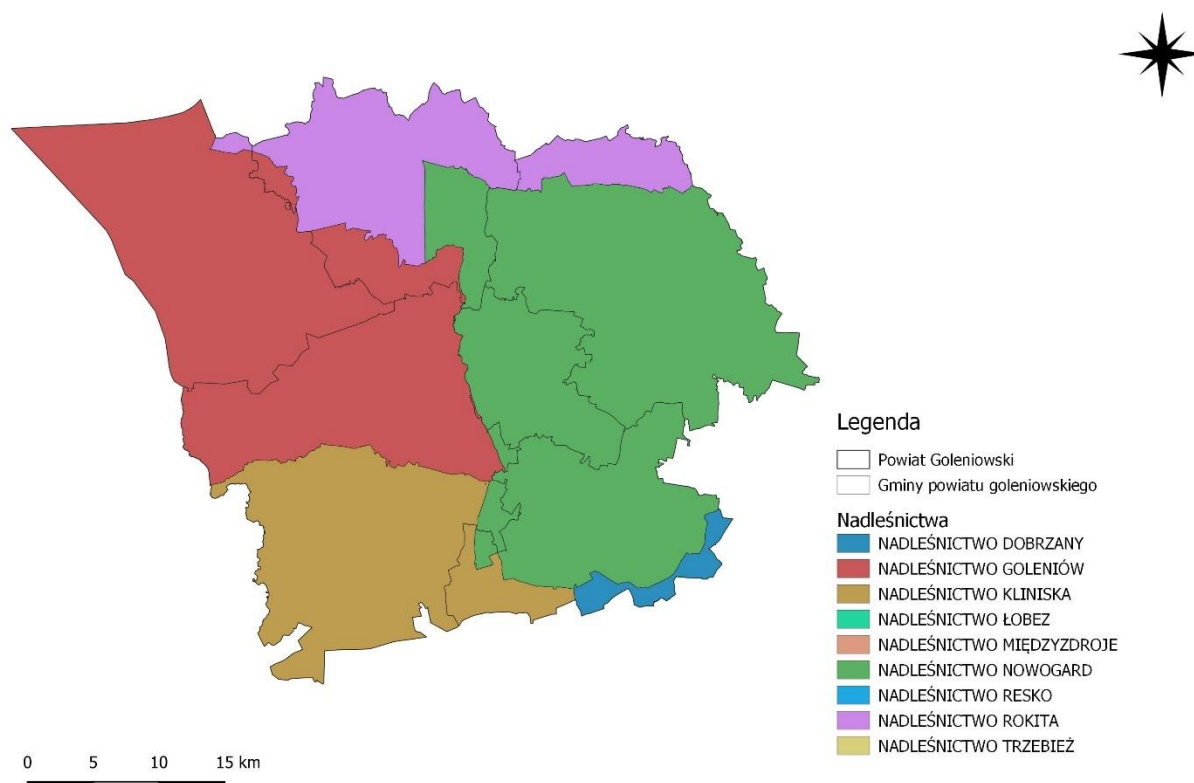 Legenda
Powiat Goleniowski
Gminy powiatu goleniowskiego
Nadleśnictwa
NADLEŚNICTWO DOBRZANY
NADLEŚNICTWO GOLENIÓW
NADLEŚNICTWO KLINISKA
NADLEŚNICTWO ŁOBEZ
NADLEŚNICTWO MIĘDZYZDROJE
NADLEŚNICTWO NOWOGARD
NADLEŚNICTWO RESKO
NADLEŚNICTWO ROKITA
NADLEŚNICTWO TRZEBIEŻ
0 5 10 15 km